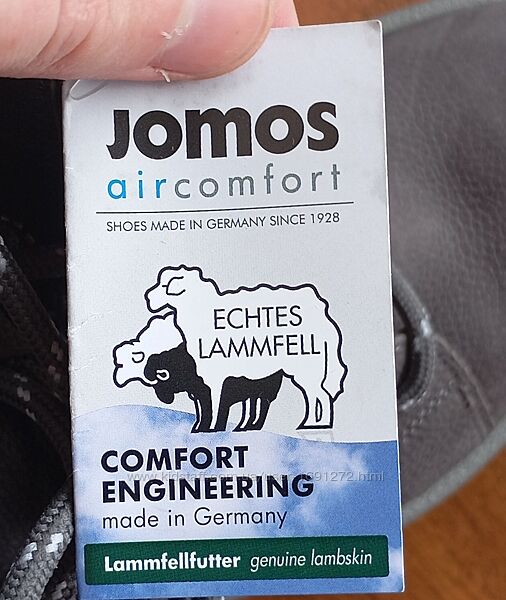 Jomos
aircomfort
SHOES MADE IN GERMANY SINCE 1928
ECHTES
LAMMFELL
COMFORT
ENGINEERING
made in Germany
Lammfellfutter genuine lambskin